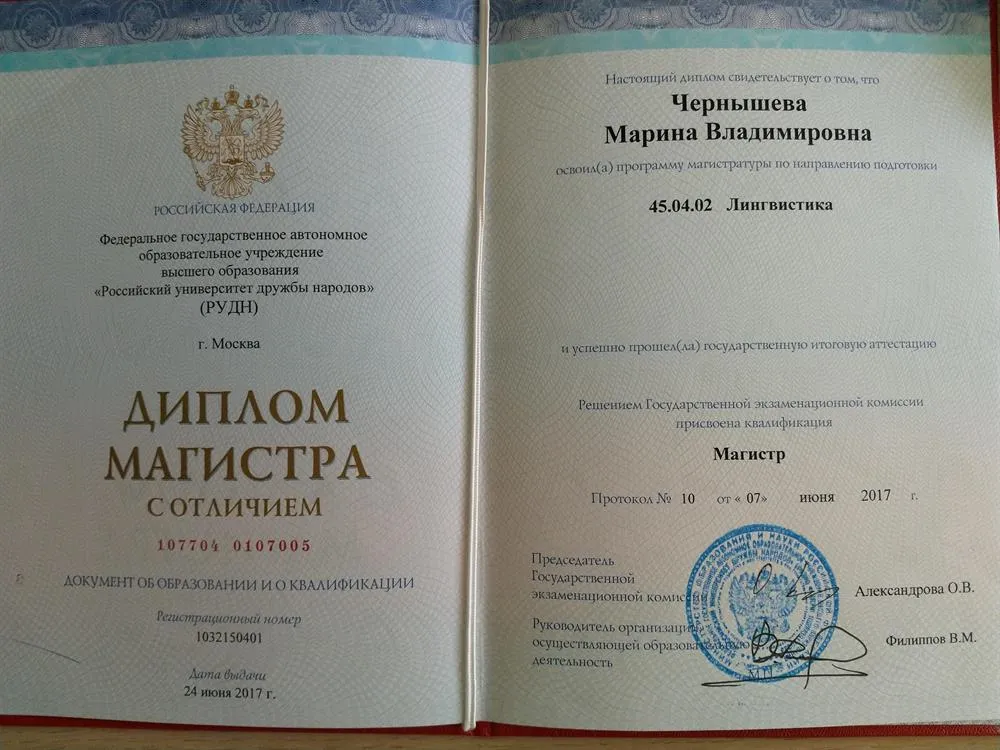 РОССИЙСКАЯ ФЕДЕРАЦИЯ
Федеральное государственное автономное
образовательное учреждение
высшего образования
«Российский университет дружбы народов»
(РУДН)
г. Москва
ДИПЛОМ
МАГИСТРА
С ОТЛИЧИЕМ
107704 0107005
ДОКУМЕНТ ОБ ОБРАЗОВАНИИ И О КВАЛИФИКАЦИИ
Регистрационный номер
1032150401
Дата выдачи
24 июня 2017 г.
Настоящий диплом свидетельствует о том, что
Чернышева
Марина Владимировна
освоил(а) программу магистратуры по направлению подготовки
45.04.02 Лингвистика
и успешно прошел(ла) государственную итоговую аттестацию
Решением Государственной экзаменационной комиссии
присвоена квалификация
Магистр
Протокол № 10 от « 07» июня 2017 г.
Председатель
Государственной
экзаменационной
Александрова О.В.
Руководитель организации,
осуществляющей
деятельность
Филиппов В.М.
М.П.